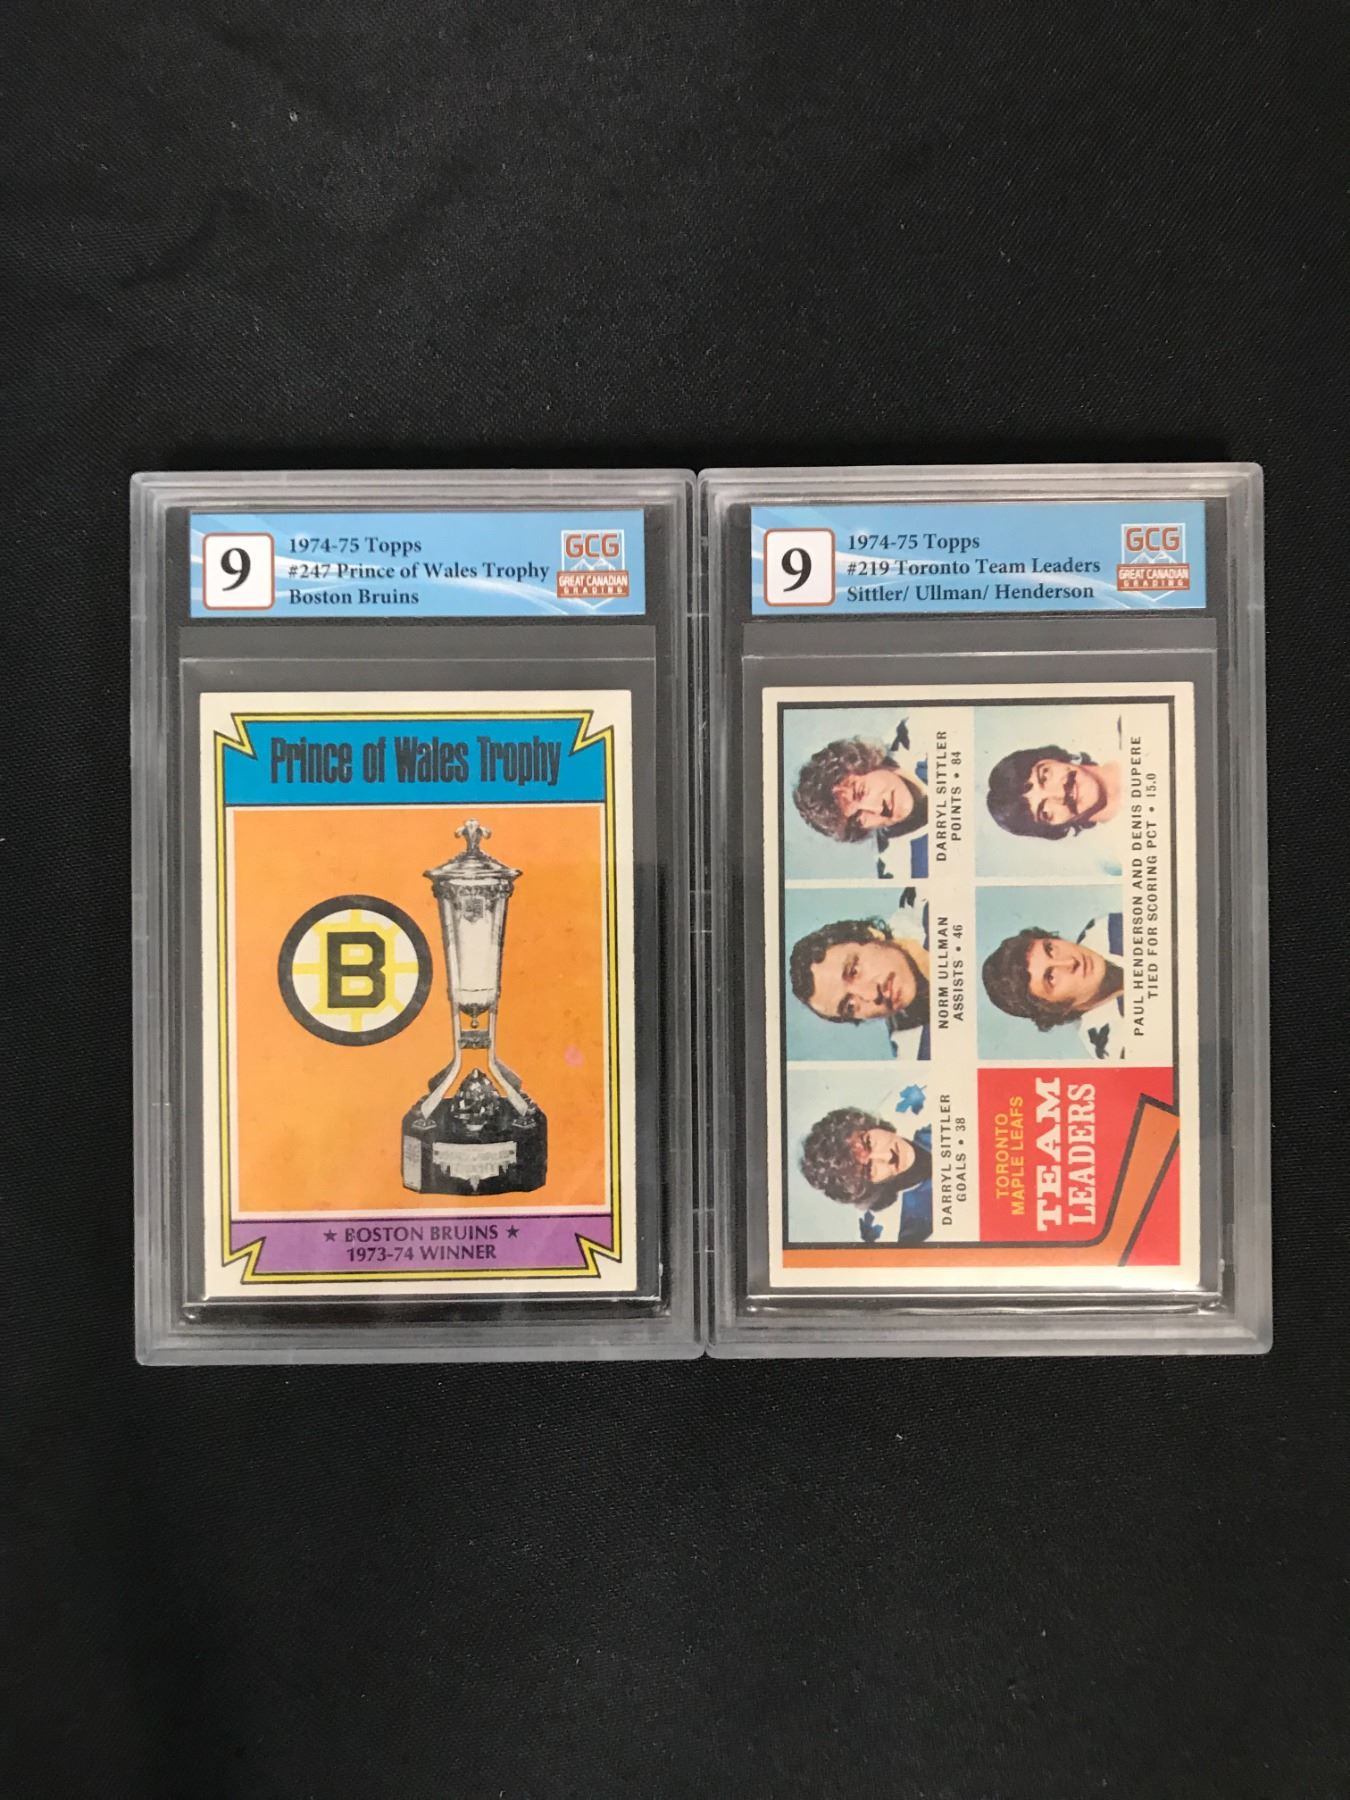 9
1974-75 Topps
#247 Prince of Wales Trophy
Boston Bruins
GCG
GREAT CANADIAN
GRADING
Prince of Wales Trophy
B
★ BOSTON BRUINS ★
1973-74 WINNER
9
1974-75 Topps
#219 Toronto Team Leaders
Sittler/ Ullman/ Henderson
GCG
GREAT CANADIAN
GRADING
DARRYL SITTLER
GOALS • 38
NORM ULLMAN
ASSISTS • 46
DARRYL SITTLER
POINTS • 84
TORONTO
MAPLE LEAFS
TEAM
LEADERS
PAUL HENDERSON AND DENIS DUPERE
TIED FOR SCORING PCT • 15.0